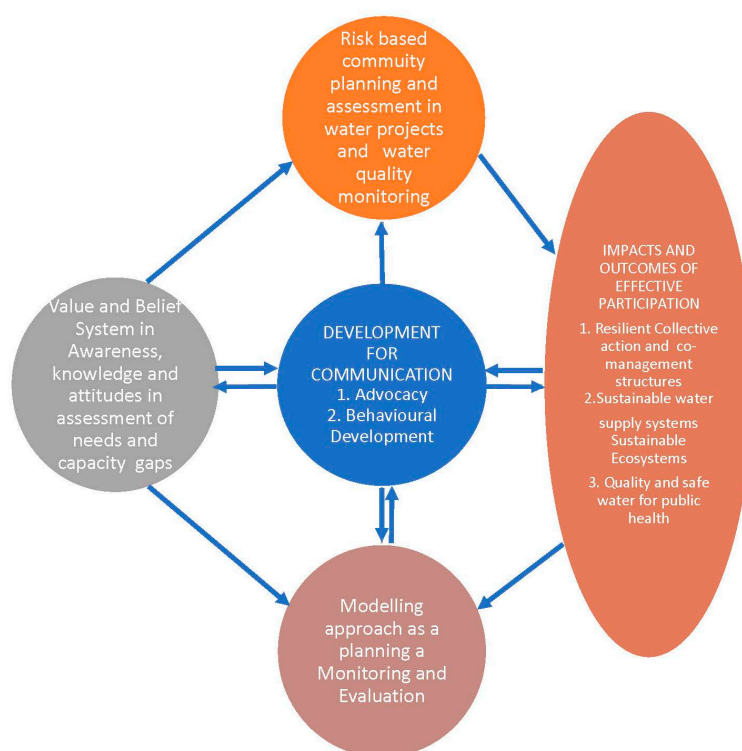 Risk based
commuity
planning and
assessment in
water projects
and water
quality
monitoring
Value and Belief
System in
Awareness,
knowledge and
attitudes in
assessment of
needs and
capacity gaps
DEVELOPMENT
FOR
COMMUNICATION
1. Advocacy
2. Behavioural
Development
IMPACTS AND
OUTCOMES OF
EFFECTIVE
PARTICIPATION
1. Resilient Collective
action and co-
management
structures
2.Sustainable water
supply systems
Sustainable
Ecosystems
3. Quality and safe
water for public
health
Modelling
approach as a
planning a
Monitoring and
Evaluation